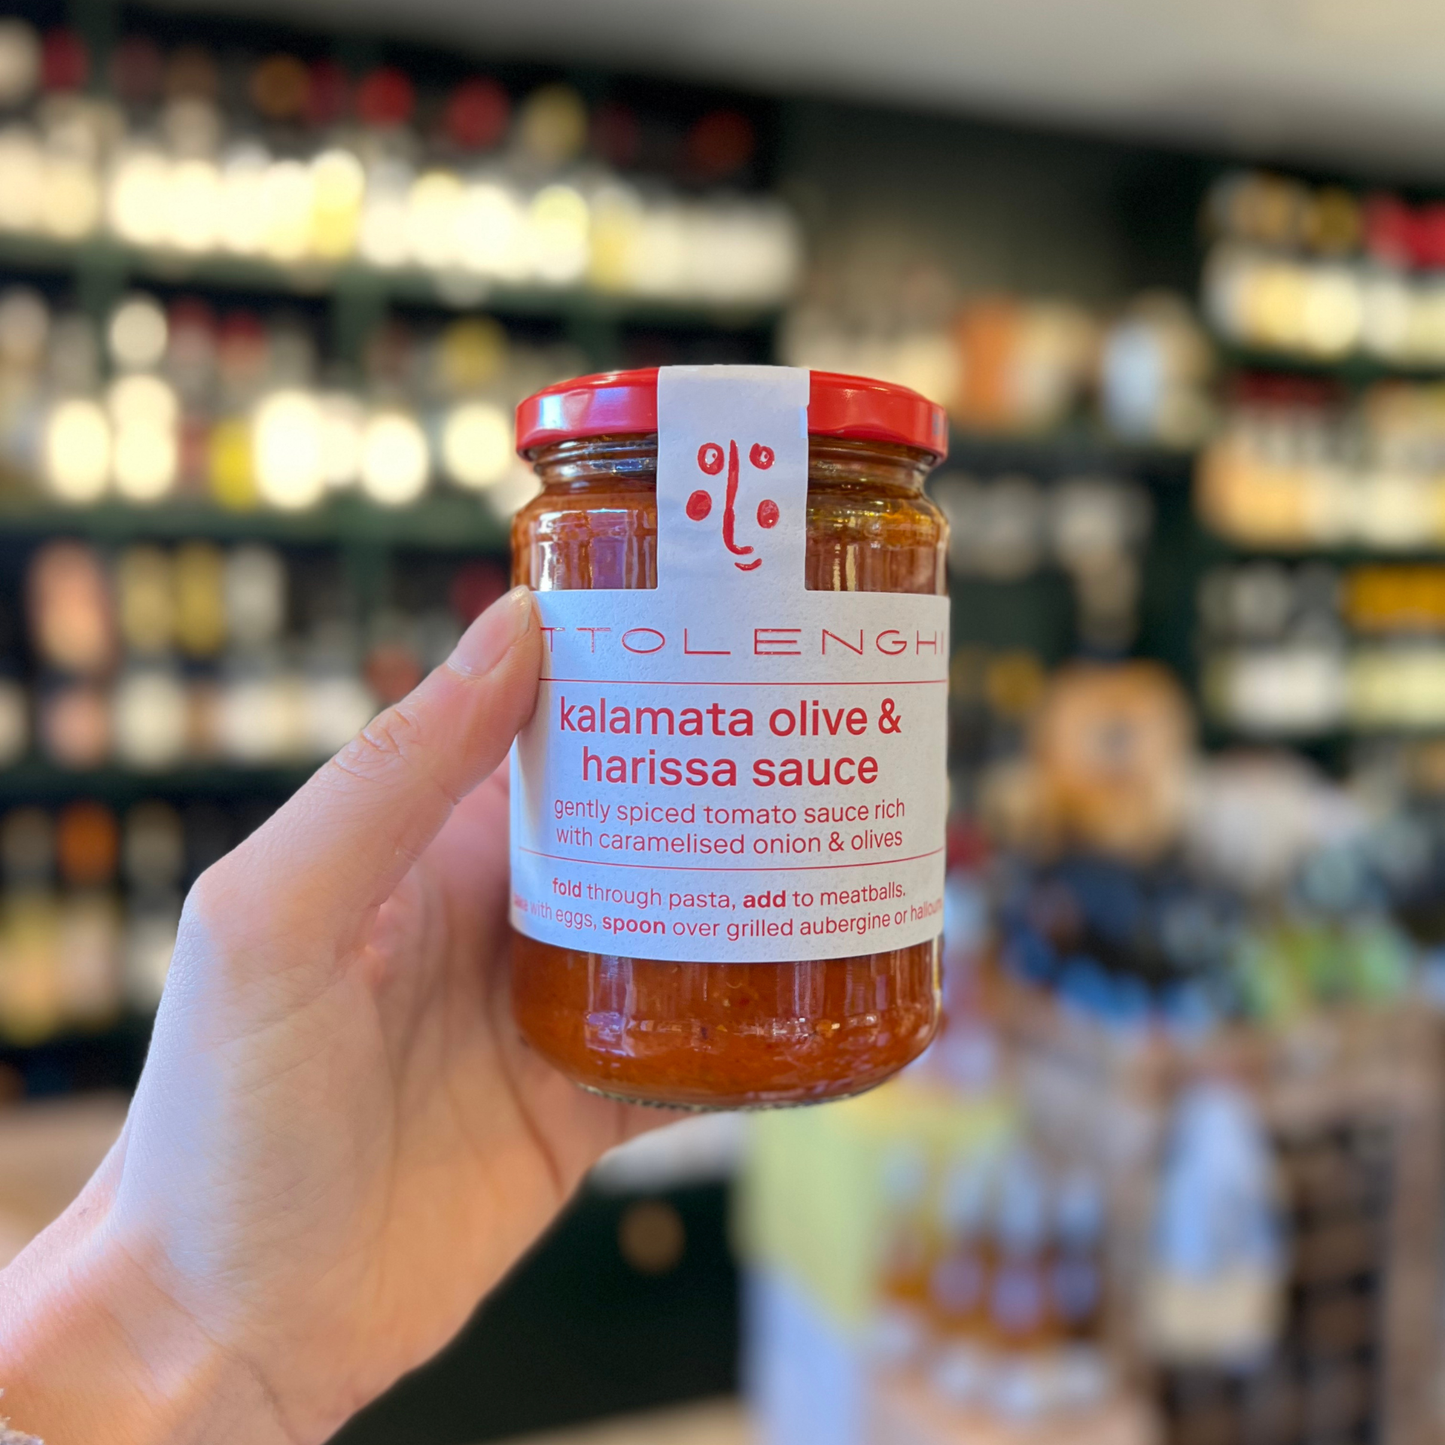 TTOLENGHI
kalamata olive &
harissa sauce
gently spiced tomato sauce rich
with caramelised onion & olives
fold through pasta, add to meatballs.
with eggs, spoon over grilled aubergine or halloumi